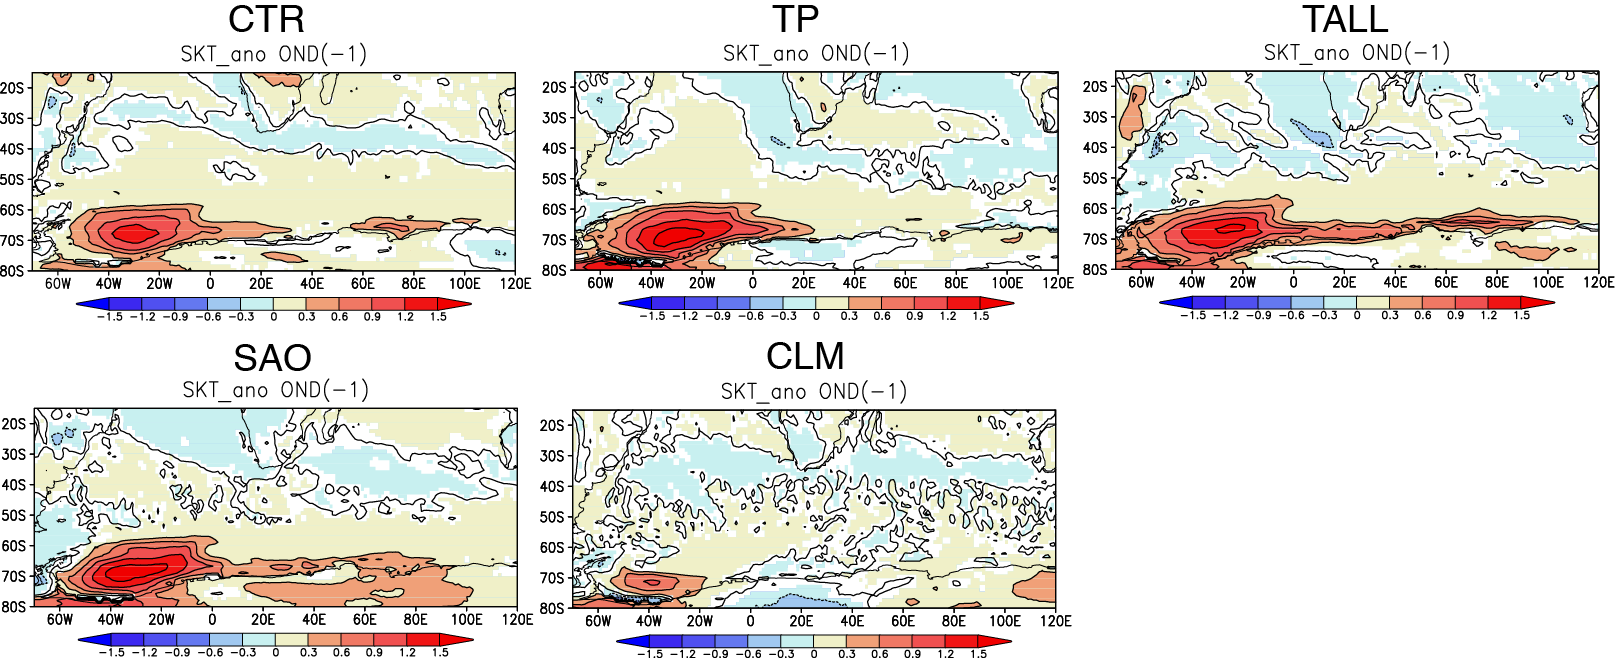 CTR
SKT_ano OND(−1)
20S
30S
40S
50S
60S
70S
80S
60W 40W 20W 0 20E 40E 60E 80E 100E 120E
−1.5 −1.2 −0.9 −0.6 −0.3 0 0.3 0.6 0.9 1.2 1.5
TP
SKT_ano OND(−1)
20S
30S
40S
50S
60S
70S
80S
60W 40W 20W 0 20E 40E 60E 80E 100E 120E
−1.5 −1.2 −0.9 −0.6 −0.3 0 0.3 0.6 0.9 1.2 1.5
TALL
SKT_ano OND(−1)
20S
30S
40S
50S
60S
70S
80S
60W 40W 20W 0 20E 40E 60E 80E 100E 120E
−1.5 −1.2 −0.9 −0.6 −0.3 0 0.3 0.6 0.9 1.2 1.5
SAO
SKT_ano OND(−1)
20S
30S
40S
50S
60S
70S
80S
60W 40W 20W 0 20E 40E 60E 80E 100E 120E
−1.5 −1.2 −0.9 −0.6 −0.3 0 0.3 0.6 0.9 1.2 1.5
CLM
SKT_ano OND(−1)
20S
30S
40S
50S
60S
70S
80S
60W 40W 20W 0 20E 40E 60E 80E 100E 120E
−1.5 −1.2 −0.9 −0.6 −0.3 0 0.3 0.6 0.9 1.2 1.5